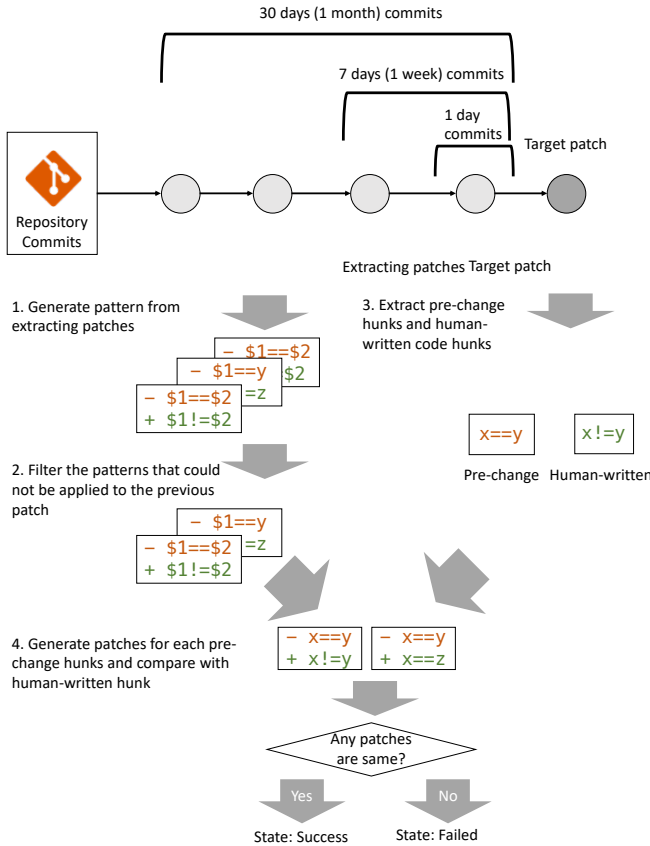 30 days (1 month) commits
7 days (1 week) commits
1 day
commits
Target patch
Repository
Commits
Extracting patches Target patch
1. Generate pattern from
extracting patches
3. Extract pre-change
hunks and human-
written code hunks
− $1==$2
$2
− $1==y
=z
− $1==$2
+ $1!=$2
x==y
x!=y
Pre-change
Human-written
2. Filter the patterns that could
not be applied to the previous
patch
− $1==y
=z
− $1==$2
+ $1!=$2
4. Generate patches for each pre-
change hunks and compare with
human-written hunk
− x==y
+ x!=y
− x==y
+ x==z
Any patches
are same?
Yes
No
State: Success
State: Failed